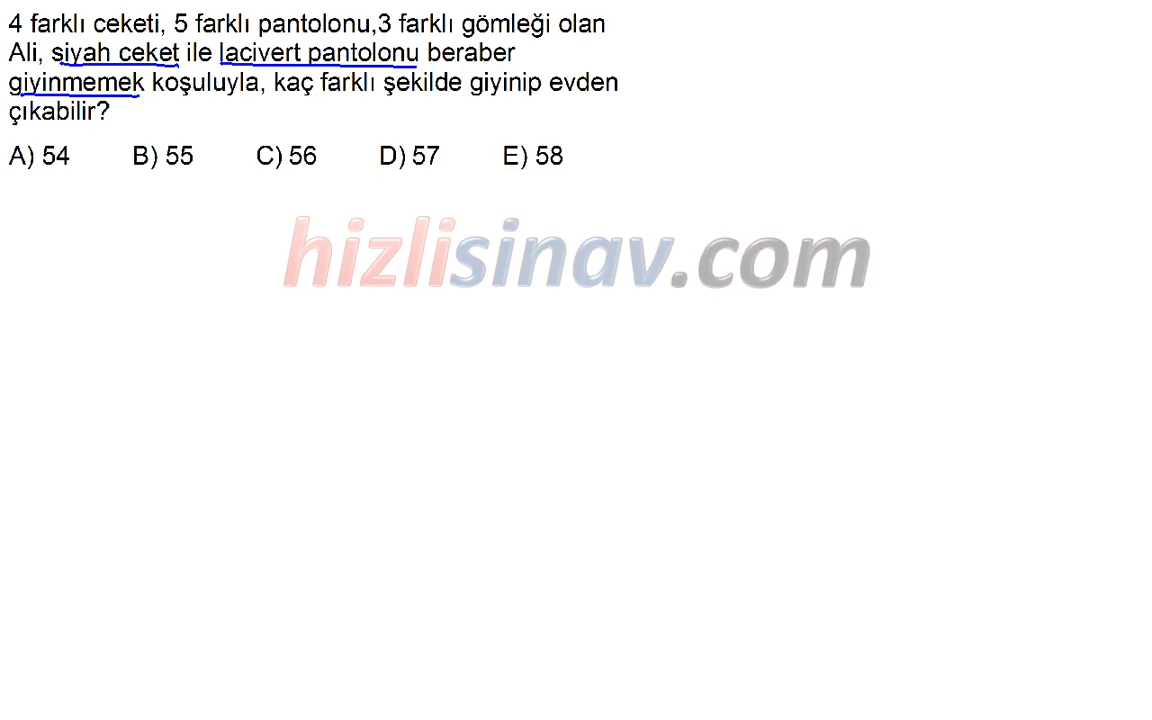 4 farklı ceketi, 5 farklı pantolonu,3 farklı gömleği olan
Ali, siyah ceket ile lacivert pantolonu beraber
giyinmemek koşuluyla, kaç farklı şekilde giyinip evden
çıkabilir?
A) 54 B) 55 C) 56 D) 57 E) 58
hizlisinav.com